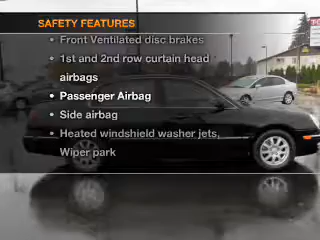 SAFETY FEATURES
• Front Ventilated disc brakes
• 1st and 2nd row curtain head
airbags
• Passenger Airbag
• Side airbag
• Heated windshield washer jets,
Wiper park